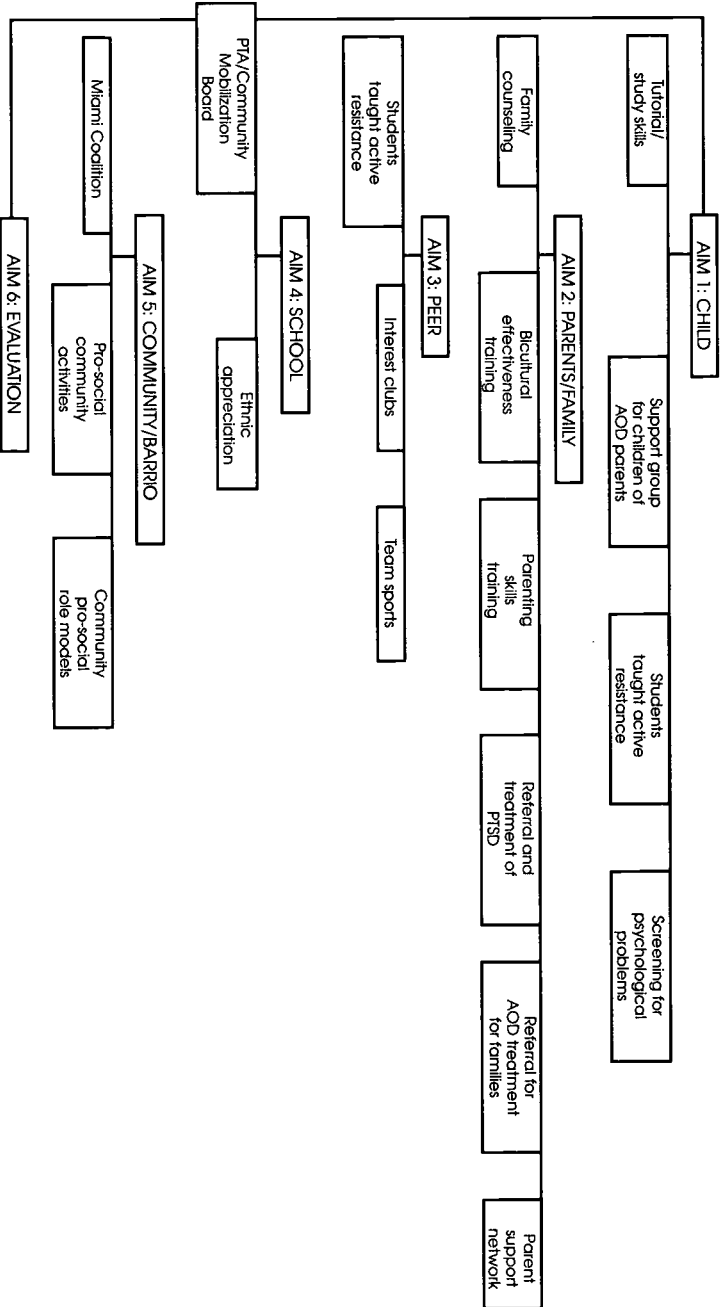 AIM 1: CHILD
Tutorial/
study skills
Support group
for children of
AOD parents
Students
taught active
resistance
Screening for
psychological
problems
AIM 2: PARENTS/FAMILY
Family
counseling
Bicultural
effectiveness
training
Parenting
skills
training
Referral and
treatment of
PTSD
Referral for
AOD treatment
for families
Parent
support
network
AIM 3: PEER
Students
taught active
resistance
Interest clubs
Team sports
AIM 4: SCHOOL
PTA/Community
Mobilization
Board
Ethnic
appreciation
AIM 5: COMMUNITY/BARRIO
Miami Coalition
Pro-social
community
activities
Community
pro-social
role models
AIM 6: EVALUATION